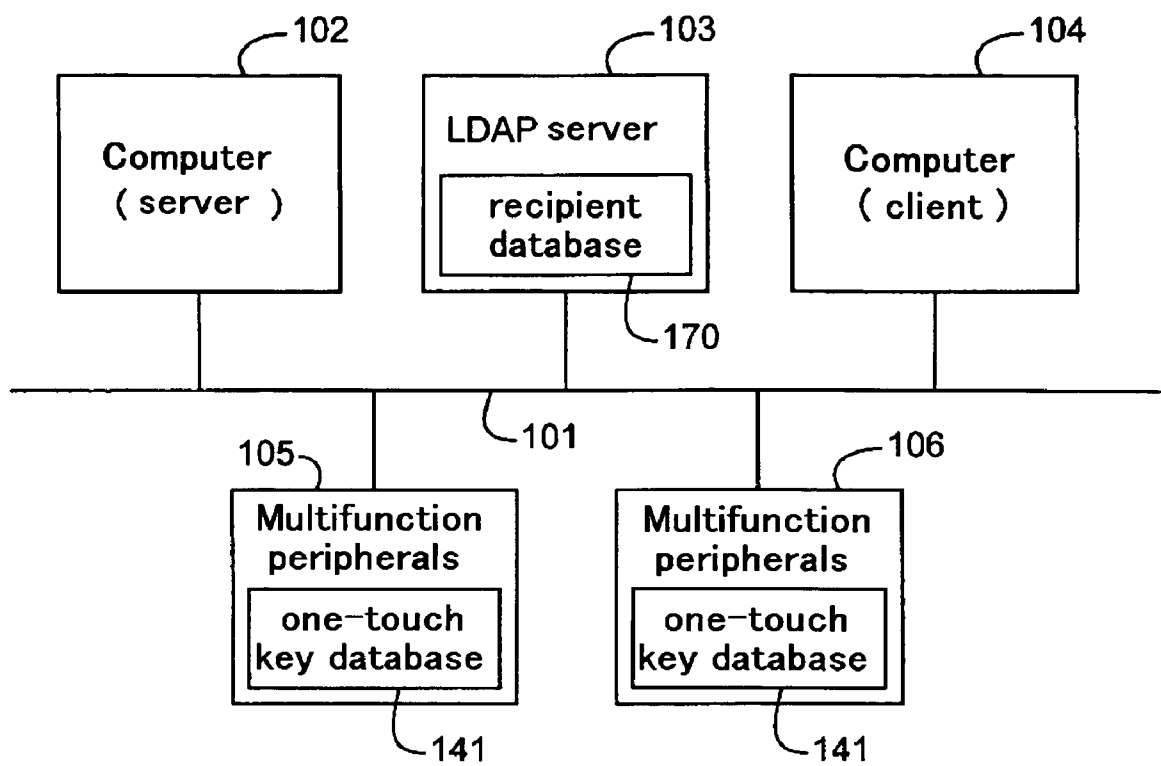 102
103
104
Computer
( server )
LDAP server
recipient
database
Computer
( client )
170
101
105
106
Multifunction
peripherals
one-touch
key database
Multifunction
peripherals
one-touch
key database
141
141